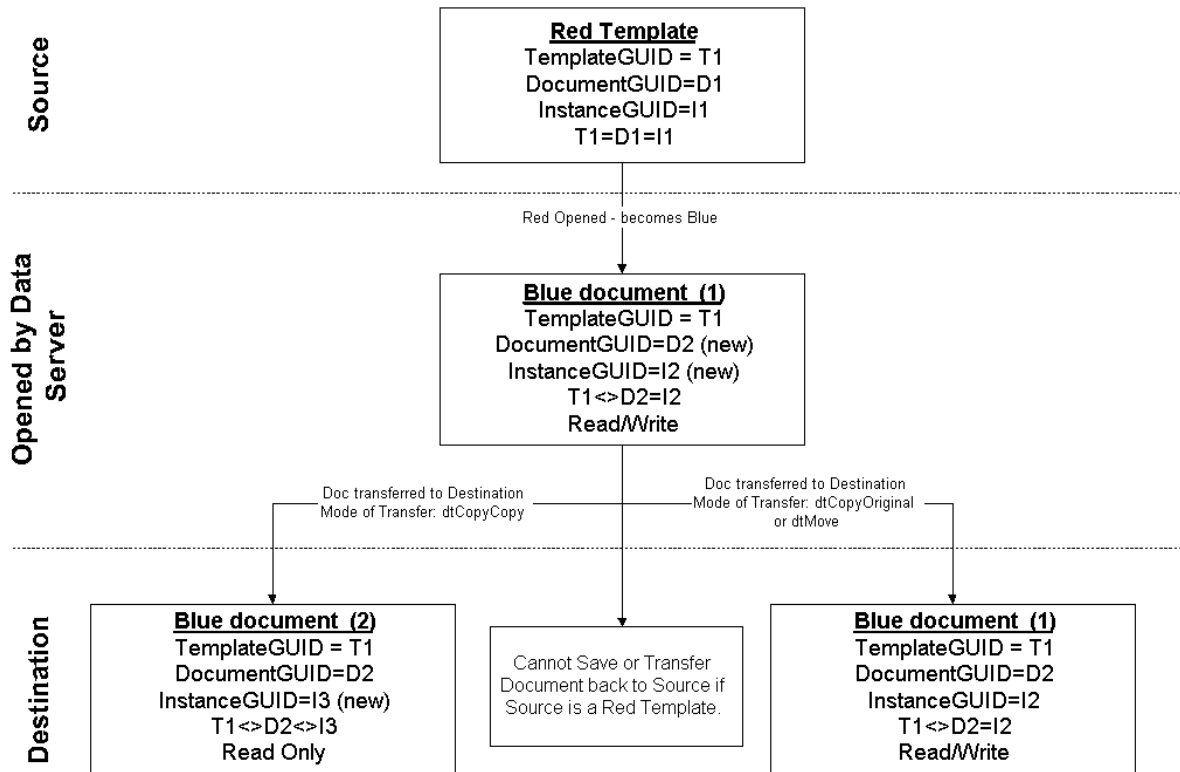 Source
Red Template
TemplateGUID = T1
DocumentGUID=D1
InstanceGUID=I1
T1=D1=I1
Red Opened - becomes Blue
Opened by Data
Server
Blue document (1)
TemplateGUID = T1
DocumentGUID=D2 (new)
InstanceGUID=I2 (new)
T1<>D2=I2
Read/Write
Doc transferred to Destination
Mode of Transfer: dtCopyCopy
Doc transferred to Destination
Mode of Transfer: dtCopyOriginal
or dtMove
Destination
Blue document (2)
TemplateGUID = T1
DocumentGUID=D2
InstanceGUID=I3 (new)
T1<>D2<>I3
Read Only
Cannot Save or Transfer
Document back to Source if
Source is a Red Template.
Blue document (1)
TemplateGUID = T1
DocumentGUID=D2
InstanceGUID=I2
T1<>D2=I2
Read/Write